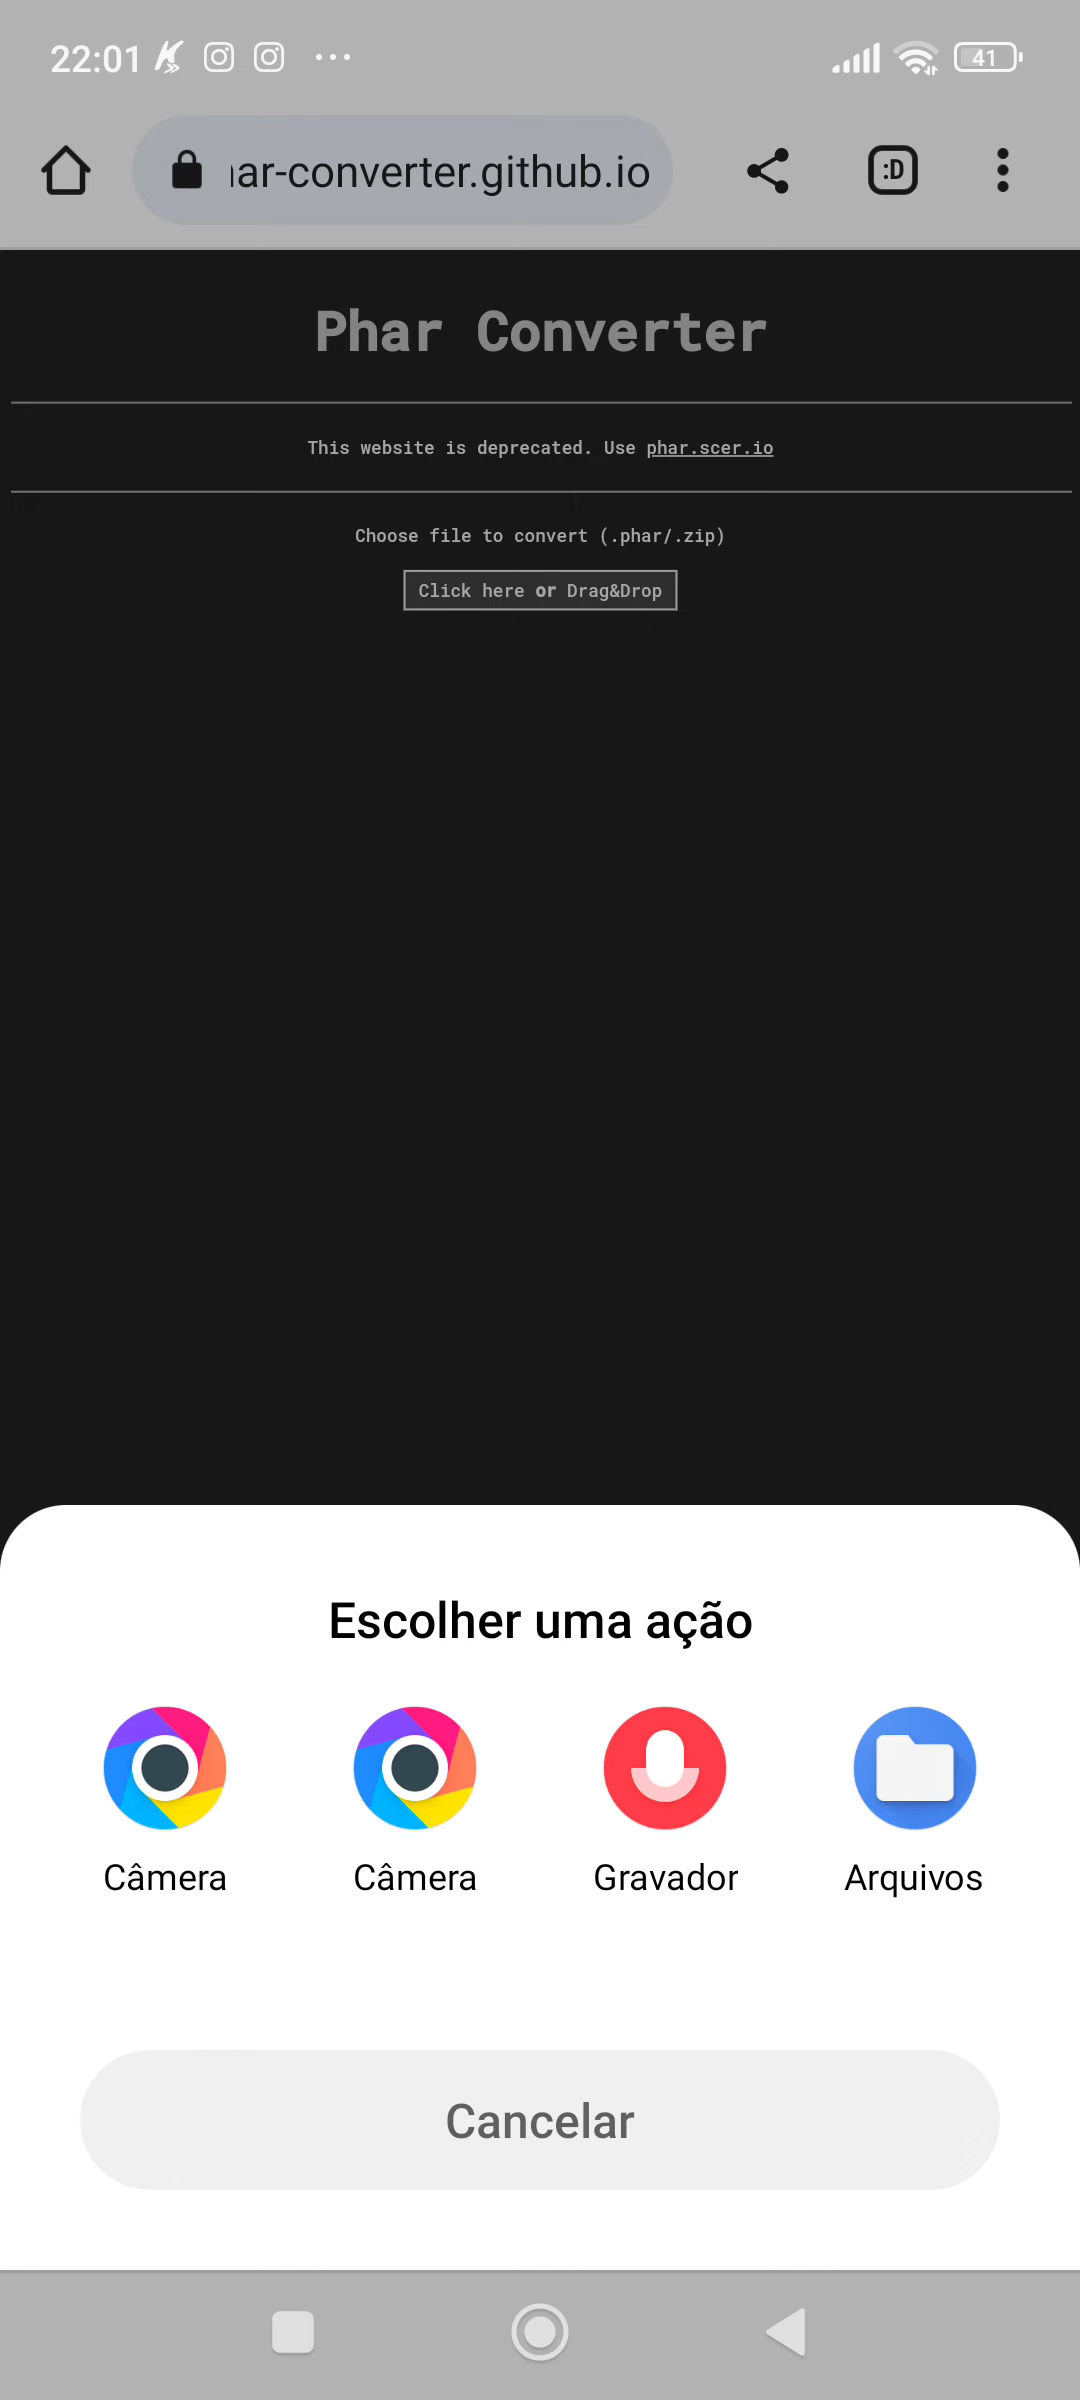 22:01
41
ar-converter.github.io
:D
Phar Converter
This website is deprecated. Use phar.scer.io
Choose file to convert (.phar/.zip)
Click here or Drag&Drop
Escolher uma ação
Câmera Câmera Gravador Arquivos
Cancelar